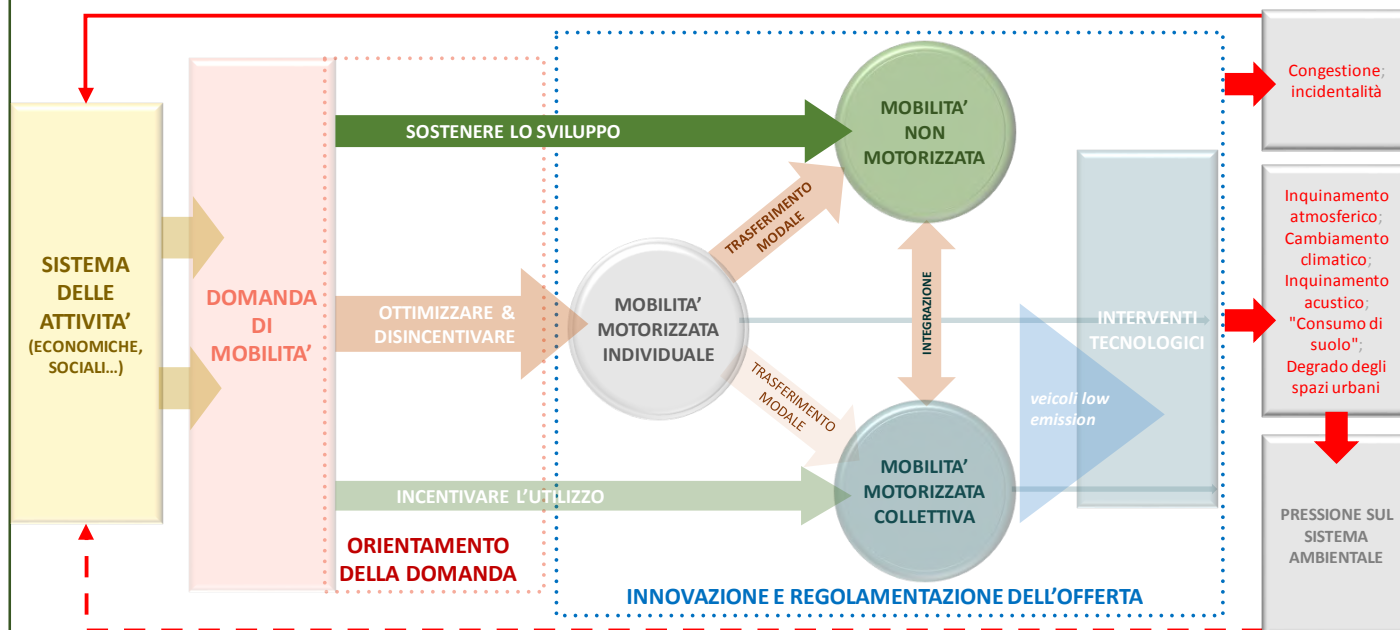 SISTEMA
DELLE
ATTIVITA’
(ECONOMICHE,
SOCIALI…)
DOMANDA
DI
MOBILITA’
SOSTENERE LO SVILUPPO
OTTIMIZZARE &
DISINCENTIVARE
INCENTIVARE L’UTILIZZO
ORIENTAMENTO
DELLA DOMANDA
MOBILITA’
MOTORIZZATA
INDIVIDUALE
TRASFERIMENTO
MODALE
TRASFERIMENTO
MODALE
MOBILITA’
NON
MOTORIZZATA
INTEGRAZIONE
MOBILITA’
MOTORIZZATA
COLLETTIVA
veicoli low
emission
INTERVENTI
TECNOLOGICI
INNOVAZIONE E REGOLAMENTAZIONE DELL’OFFERTA
Congestione;
incidentalità
Inquinamento
atmosferico;
Cambiamento
climatico;
Inquinamento
acustico;
"Consumo di
suolo";
Degrado degli
spazi urbani
PRESSIONE SUL
SISTEMA
AMBIENTALE